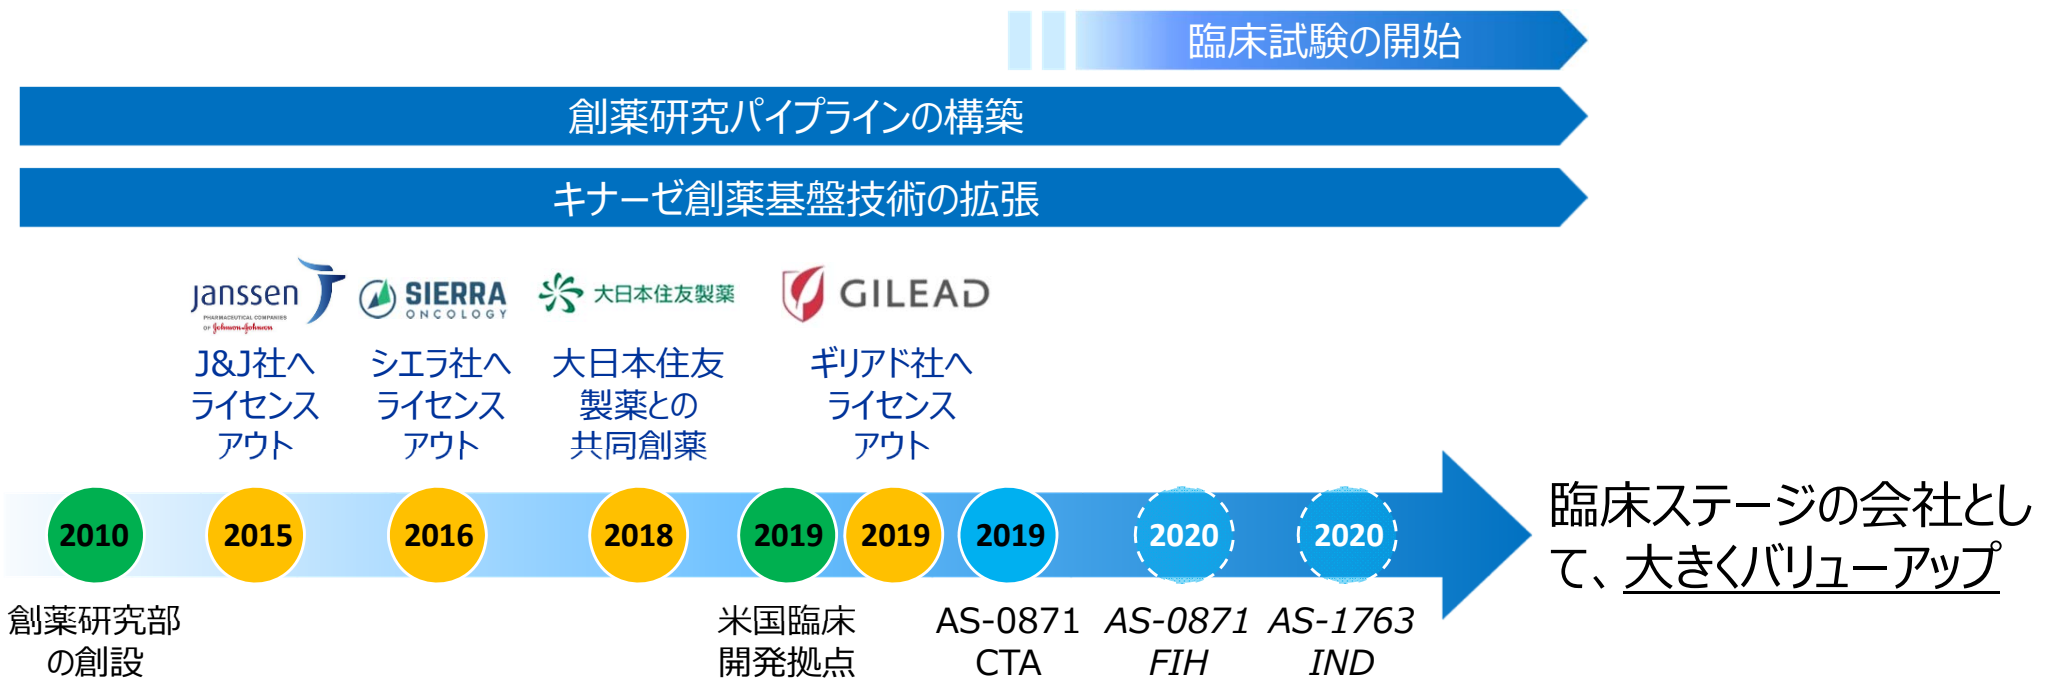 臨床試験の開始
創薬研究パイプラインの構築
キナーゼ創薬基盤技術の拡張
Janssen
PHARMACEUTICAL COMPANIES
OF Johnson & Johnson
SIERRA
ONCOLOGY
大日本住友製薬
GILEAD
J&J社へ
ライセンス
アウト
シエラ社へ
ライセンス
アウト
大日本住友
製薬との
共同創薬
ギリアド社へ
ライセンス
アウト
2010
2015
2016
2018
2019
2019
2019
2020
2020
創薬研究部
の創設
米国臨床
開発拠点
AS-0871
CTA
AS-0871
FIH
AS-1763
IND
臨床ステージの会社とし
て、大きくバリューアップ